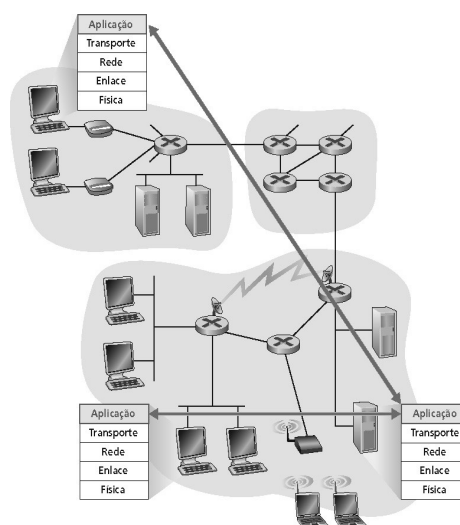 Aplicação
Transporte
Rede
Enlace
Física
Aplicação
Transporte
Rede
Enlace
Física
Aplicação
Transporte
Rede
Enlace
Física